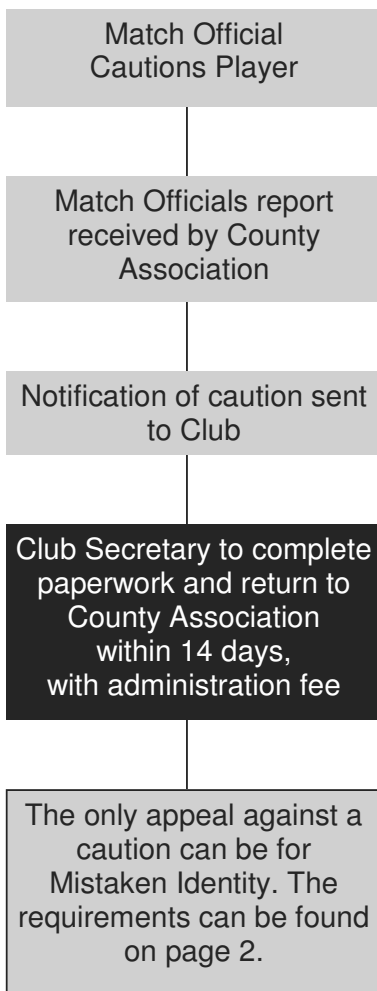 Match Official
Cautions Player
Match Officials report
received by County
Association
Notification of caution sent
to Club
Club Secretary to complete
paperwork and return to
County Association
within 14 days,
with administration fee
The only appeal against a
caution can be for
Mistaken Identity. The
requirements can be found
on page 2.